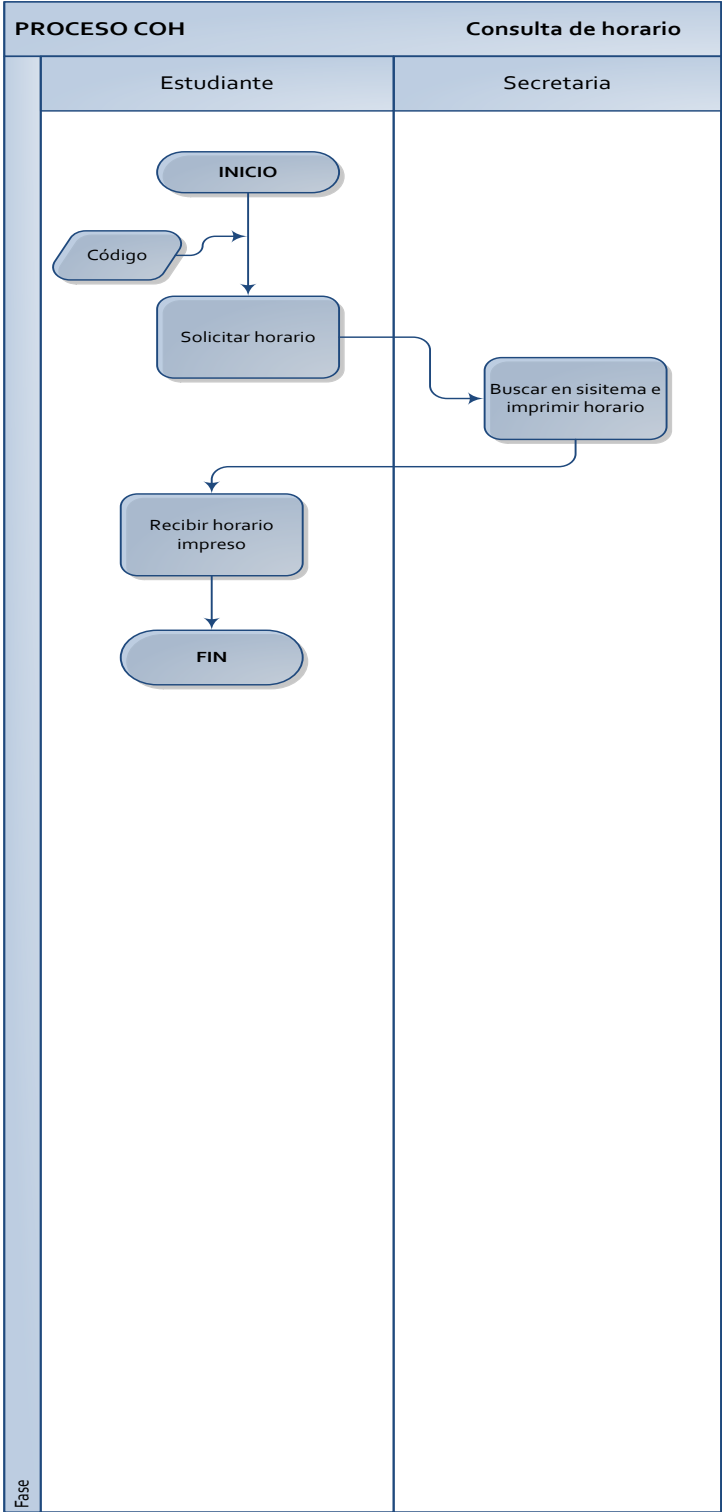 PROCESO COH
Consulta de horario
Estudiante
Secretaria
INICIO
Código
Solicitar horario
Buscar en sisitema e
imprimir horario
Recibir horario
impreso
FIN
Fase